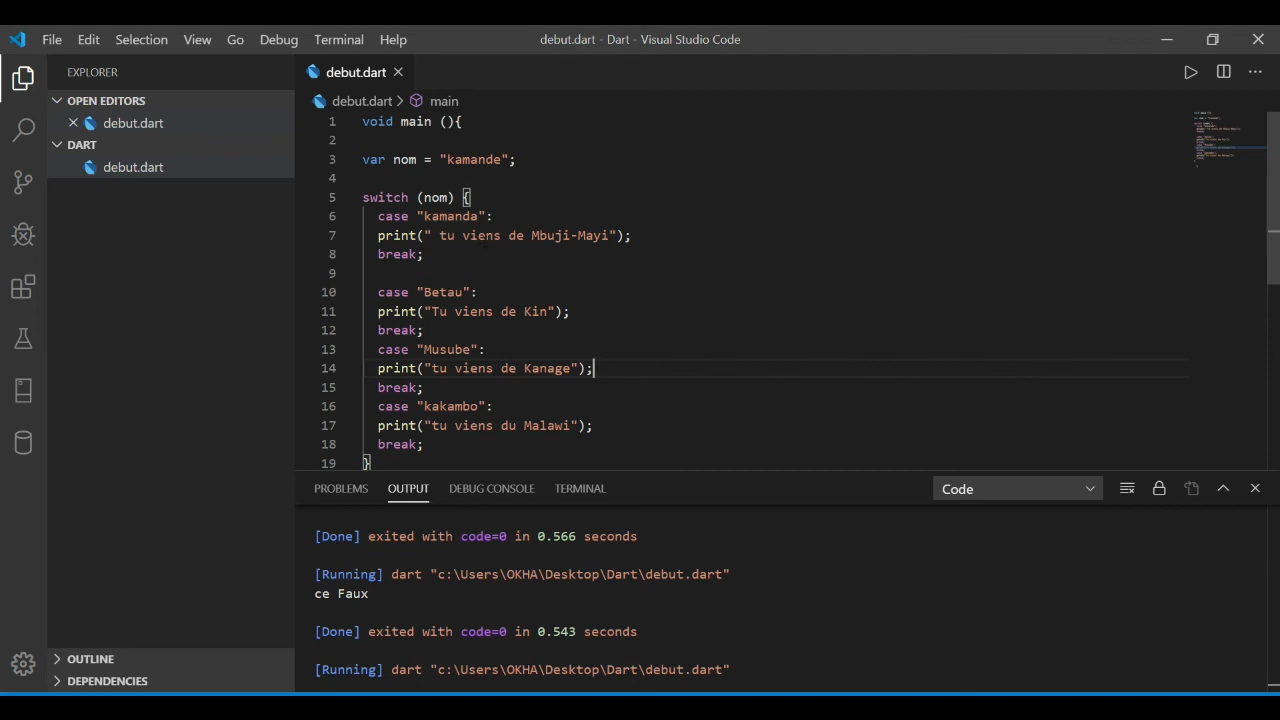 File Edit Selection View Go Debug Terminal Help debut.dart - Dart - Visual Studio Code
EXPLORER
OPEN EDITORS
debut.dart
DART
debut.dart
OUTLINE
DEPENDENCIES
debut.dart
debut.dart > main
1 void main (){
2
3 var nom = "kamande";
4
5 switch (nom) {
6 case "kamanda":
7 print(" tu viens de Mbuji-Mayi");
8 break;
9
10 case "Betau":
11 print("Tu viens de Kin");
12 break;
13 case "Musube":
14 print("tu viens de Kanage");
15 break;
16 case "kakambo":
17 print("tu viens du Malawi");
18 break;
19 }
PROBLEMS OUTPUT DEBUG CONSOLE TERMINAL Code
[Done] exited with code=0 in 0.566 seconds
[Running] dart "c:\Users\OKHA\Desktop\Dart\debut.dart"
ce Faux
[Done] exited with code=0 in 0.543 seconds
[Running] dart "c:\Users\OKHA\Desktop\Dart\debut.dart"